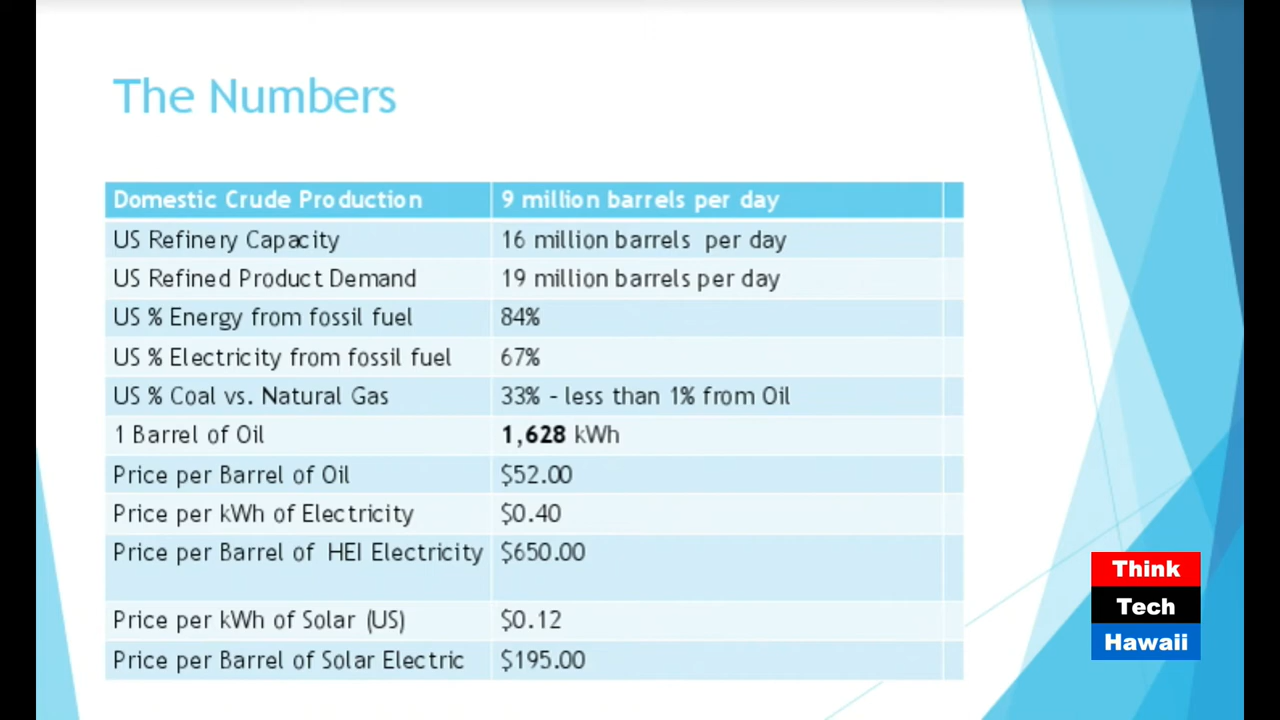 The Numbers
Domestic Crude Production 9 million barrels per day
US Refinery Capacity 16 million barrels per day
US Refined Product Demand 19 million barrels per day
US % Energy from fossil fuel 84%
US % Electricity from fossil fuel 67%
US % Coal vs. Natural Gas 33% - less than 1% from Oil
1 Barrel of Oil 1,628 kWh
Price per Barrel of Oil $52.00
Price per kWh of Electricity $0.40
Price per Barrel of HEI Electricity $650.00
Price per kWh of Solar (US) $0.12
Price per Barrel of Solar Electric $195.00
Think
Tech
Hawaii